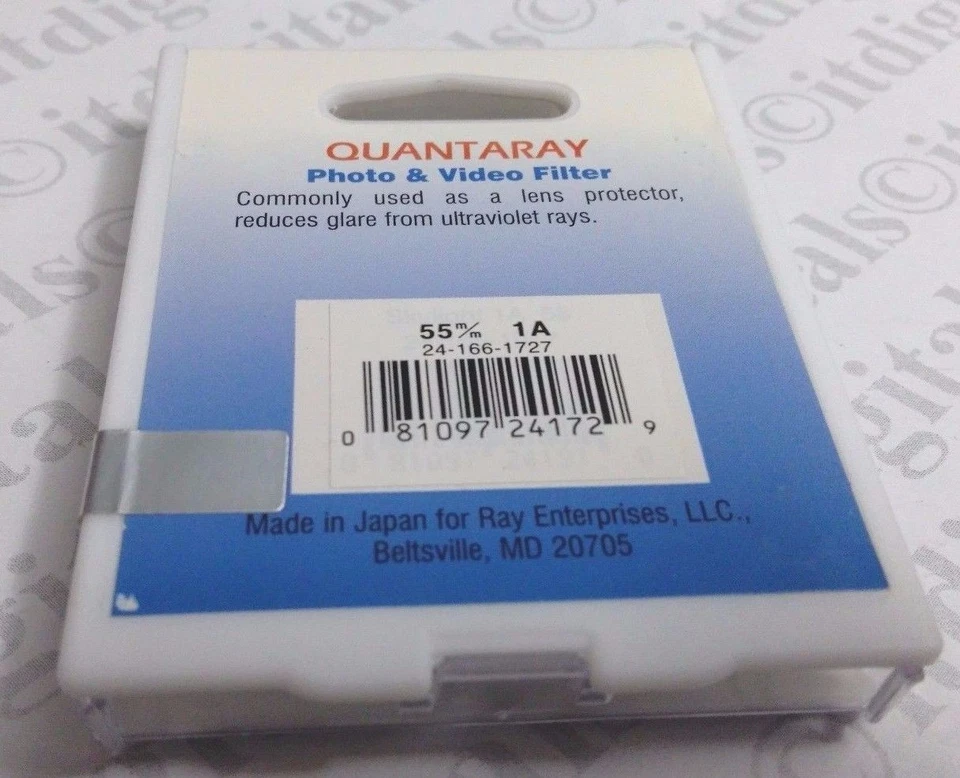 QUANTARAY
Photo & Video Filter
Commonly used as a lens protector,
reduces glare from ultraviolet rays.
55 m/m 1A
24-166-1727
0 81097 24172 9
Made in Japan for Ray Enterprises, LLC.,
Beltsville, MD 20705